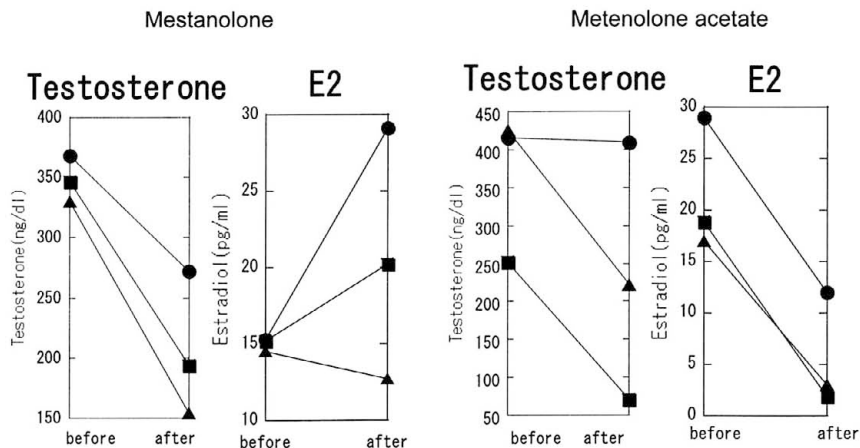 Mestanolone
Metenolone acetate
Testosterone
E2
Testosterone
E2
Testosterone(ng/dl)
400
350
300
250
200
150
before
after
Estradiol(pg/ml)
30
25
20
15
10
before
after
Testosterone(ng/dl)
450
400
350
300
250
200
150
100
50
before
after
Estradiol(pg/ml)
30
25
20
15
10
5
0
before
after